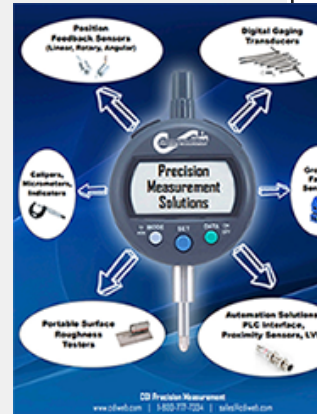 Position
Feedback Sensors
(Linear, Rotary, Angular)
Digital Gaging
Transducers
Precision
Measurement
Solutions
Calipers,
Micrometers,
Indicators
MODE
SET
DATA
Portable Surface
Roughness
Testers
Automation Solutions
PLC Interface,
Proximity Sensors, LV
CDI Precision Measurement
www.cdiweb.com | 1-800-777-7334 | sales@cdiweb.com